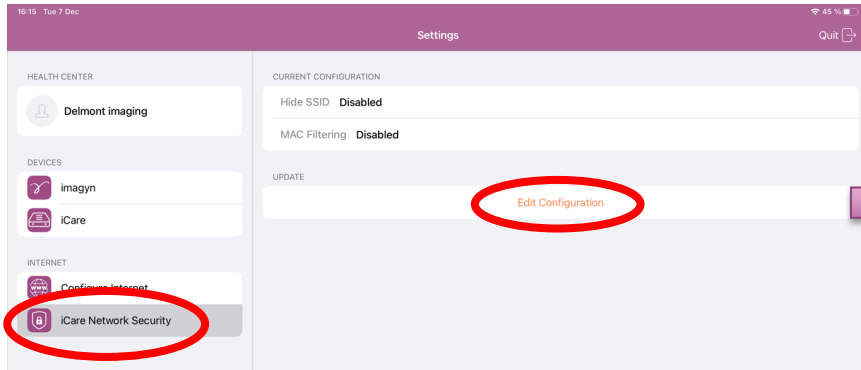 16:15 Tue 7 Dec 45 %
Settings
Quit
HEALTH CENTER
Delmont imaging
DEVICES
imagyn
iCare
INTERNET
www.
Configure Internet
iCare Network Security
CURRENT CONFIGURATION
Hide SSID Disabled
MAC Filtering Disabled
UPDATE
Edit Configuration